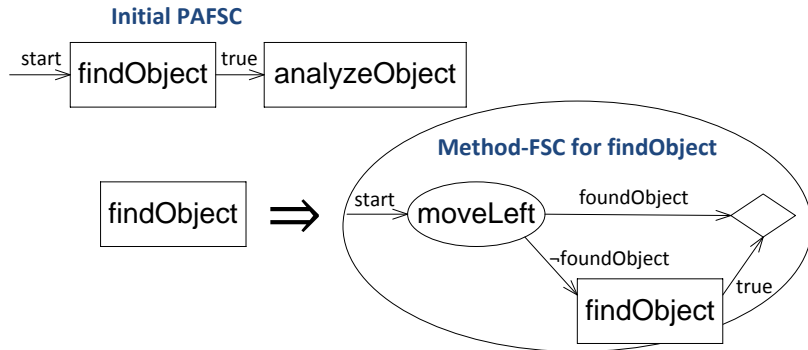 Initial PAFSC
start
findObject
true
analyzeObject
Method-FSC for findObject
findObject
start
moveLeft
foundObject
¬foundObject
findObject
true